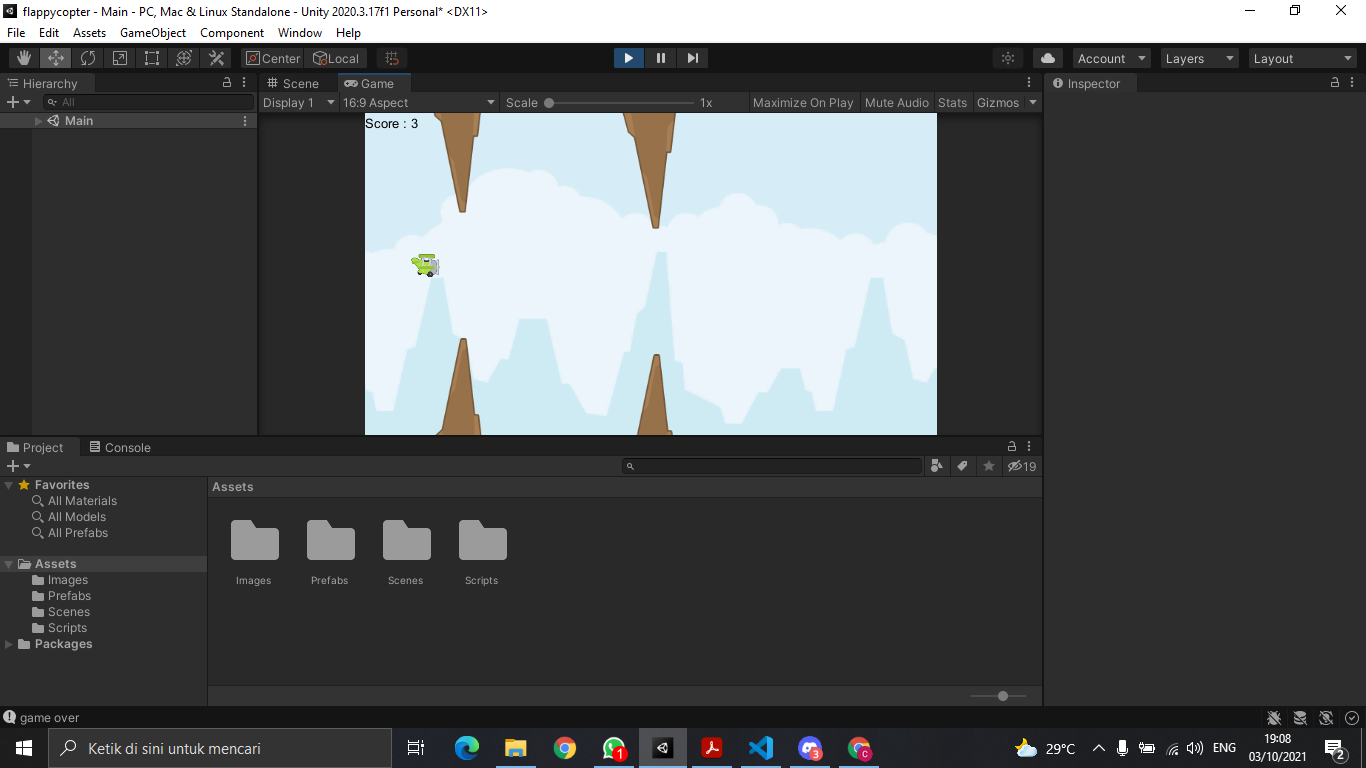 flappycopter - Main - PC, Mac & Linux Standalone - Unity 2020.3.17f1 Personal* <DX11>
File Edit Assets GameObject Component Window Help
Center Local Account Layers Layout
Hierarchy
All
Main
Scene Game
Display 1 16:9 Aspect Scale 1x Maximize On Play Mute Audio Stats Gizmos
Score : 3
Inspector
Project Console
19
Favorites
All Materials
All Models
All Prefabs
Assets
Images
Prefabs
Scenes
Scripts
Packages
Assets
Images Prefabs Scenes Scripts
game over
Ketik di sini untuk mencari
1
3
C
29°C
ENG
19:08
03/10/2021
2